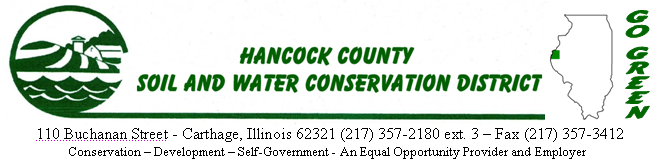 HANCOCK COUNTY
SOIL AND WATER CONSERVATION DISTRICT
GO GREEN
110 Buchanan Street - Carthage, Illinois 62321 (217) 357-2180 ext. 3 – Fax (217) 357-3412
Conservation – Development – Self-Government - An Equal Opportunity Provider and Employer